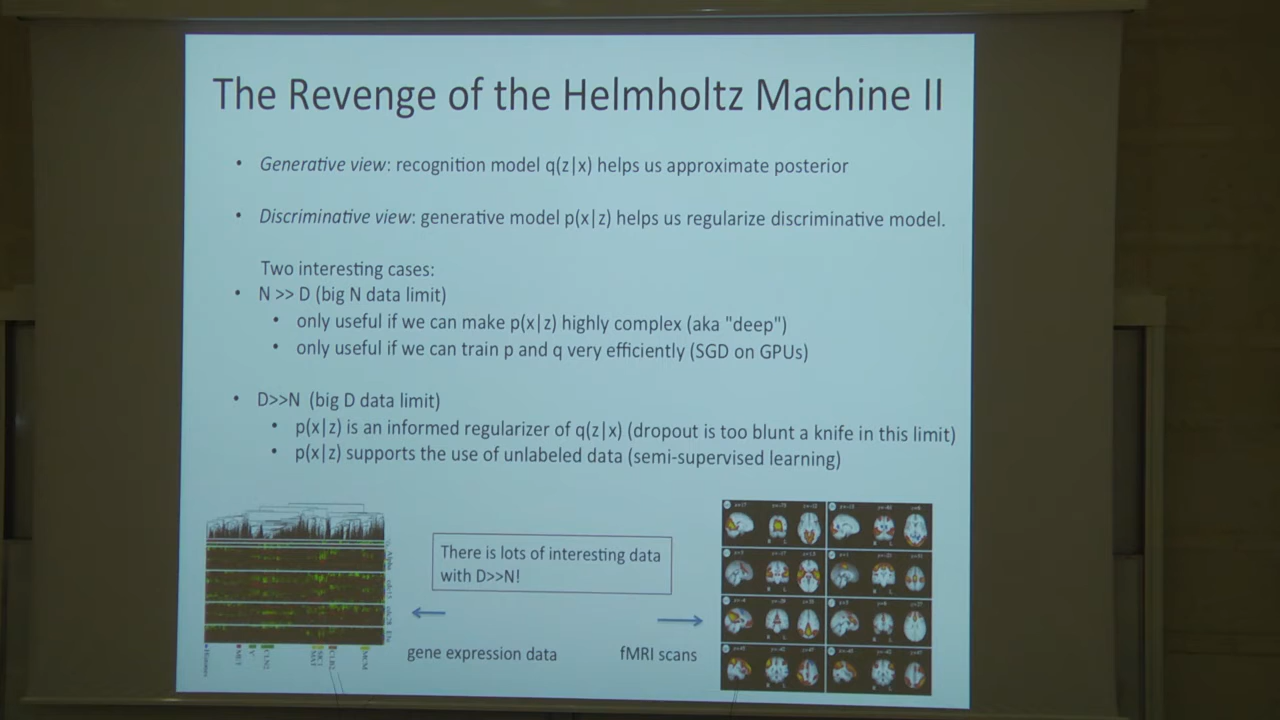 The Revenge of the Helmholtz Machine II
• Generative view: recognition model q(z|x) helps us approximate posterior
• Discriminative view: generative model p(x|z) helps us regularize discriminative model.
Two interesting cases:
• N >> D (big N data limit)
• only useful if we can make p(x|z) highly complex (aka "deep")
• only useful if we can train p and q very efficiently (SGD on GPUs)
• D>>N (big D data limit)
• p(x|z) is an informed regularizer of q(z|x) (dropout is too blunt a knife in this limit)
• p(x|z) supports the use of unlabeled data (semi-supervised learning)
There is lots of interesting data
with D>>N!
gene expression data
fMRI scans
CLN2
MCM